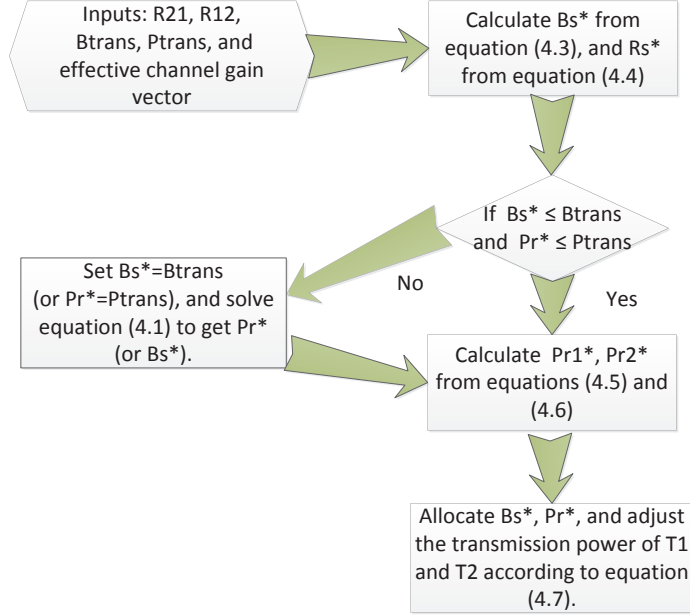 Inputs: R21, R12,
Btrans, Ptrans, and
effective channel gain
vector
Calculate Bs* from
equation (4.3), and Rs*
from equation (4.4)
If Bs* ≤ Btrans
and Pr* ≤ Ptrans
No
Yes
Set Bs*=Btrans
(or Pr*=Ptrans), and solve
equation (4.1) to get Pr*
(or Bs*).
Calculate Pr1*, Pr2*
from equations (4.5) and
(4.6)
Allocate Bs*, Pr*, and adjust
the transmission power of T1
and T2 according to equation
(4.7).